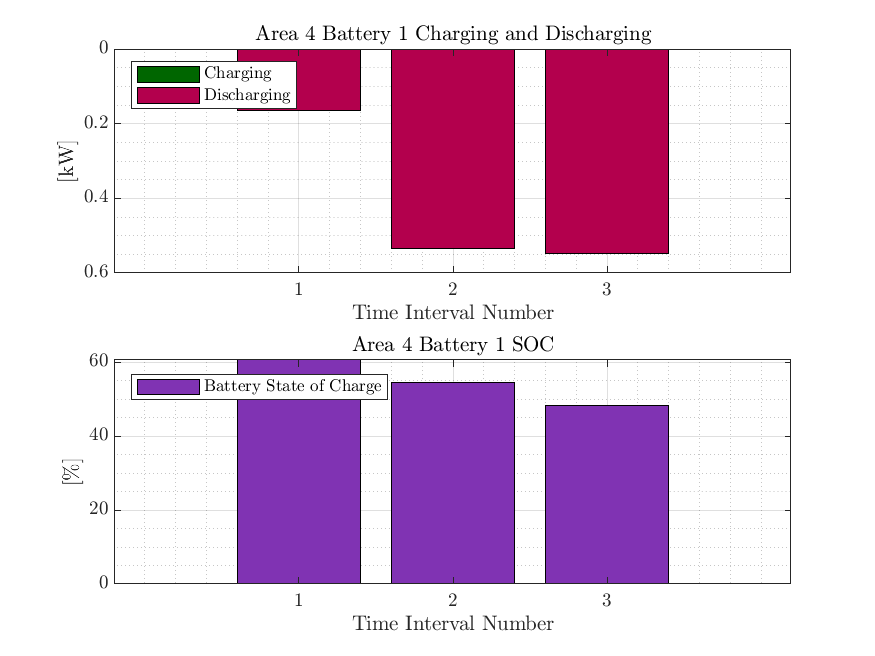 Area 4 Battery 1 Charging and Discharging
0
Charging
Discharging
0.2
[kW]
0.4
0.6
1 2 3
Time Interval Number
Area 4 Battery 1 SOC
60
Battery State of Charge
40
[%]
20
0
1 2 3
Time Interval Number